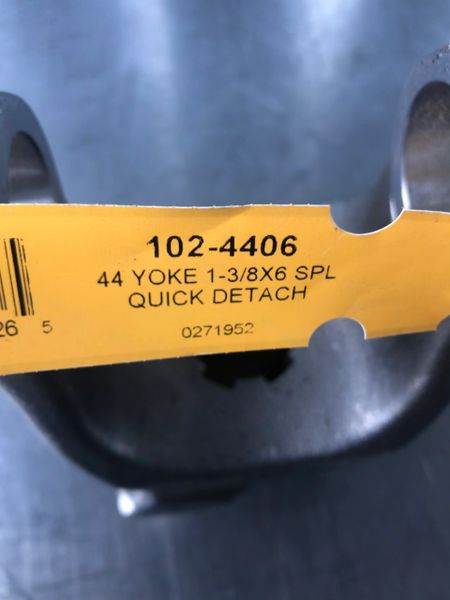 102-4406
44 YOKE 1-3/8X6 SPL
QUICK DETACH
26 5
0271952